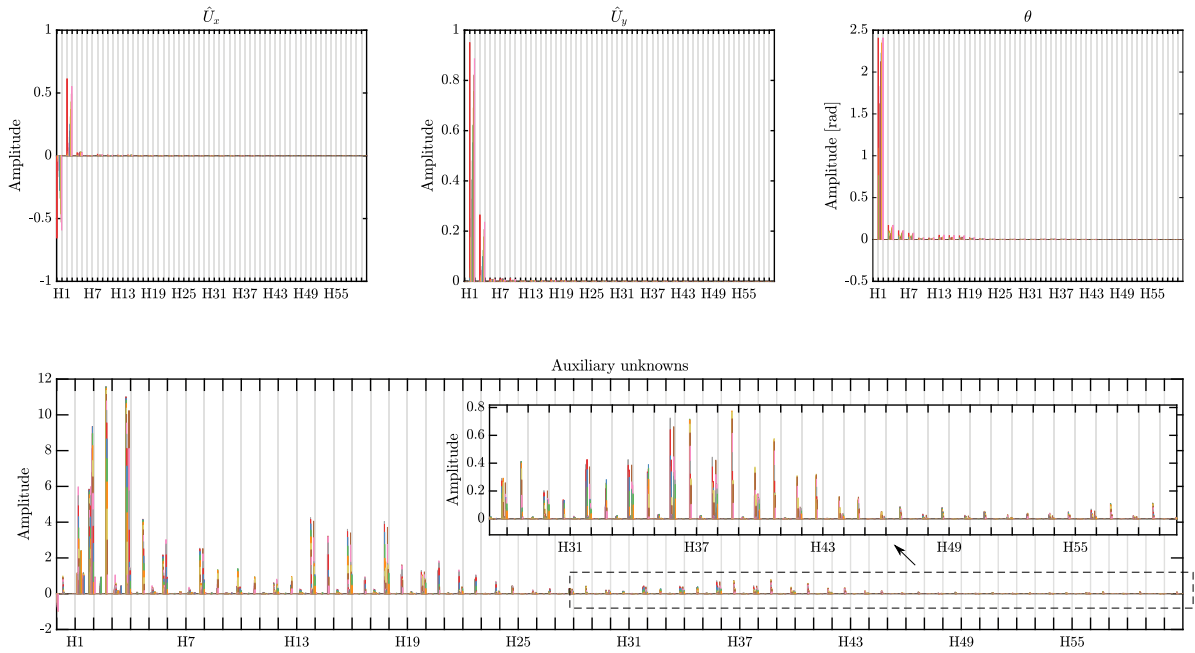 Û_x
Û_y
θ
Amplitude
1
0.5
0
-0.5
-1
H1 H7 H13 H19 H25 H31 H37 H43 H49 H55
Amplitude
1
0.8
0.6
0.4
0.2
0
H1 H7 H13 H19 H25 H31 H37 H43 H49 H55
Amplitude [rad]
2.5
2
1.5
1
0.5
0
-0.5
H1 H7 H13 H19 H25 H31 H37 H43 H49 H55
Auxiliary unknowns
Amplitude
12
10
8
6
4
2
0
-2
H1 H7 H13 H19 H25 H31 H37 H43 H49 H55
Amplitude
0.8
0.6
0.4
0.2
0
H31 H37 H43 H49 H55